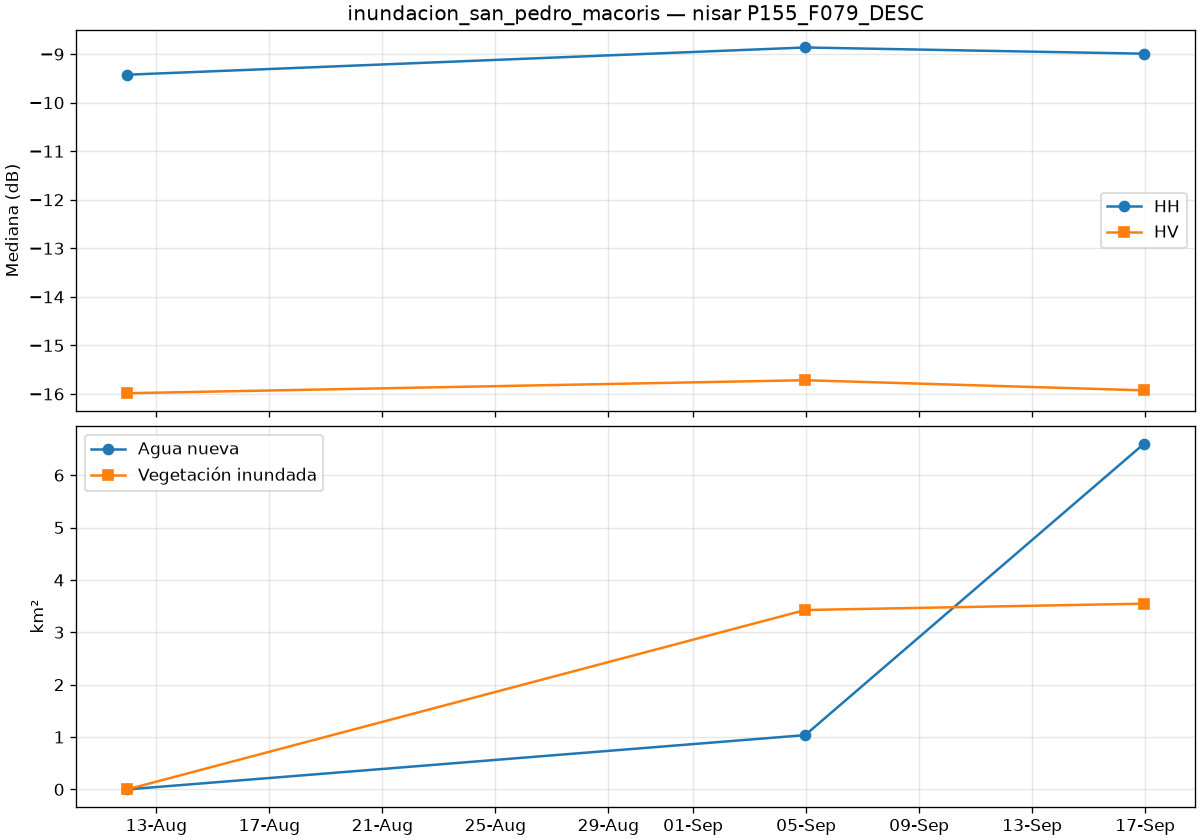 inundacion_san_pedro_macoris — nisar P155_F079_DESC
Mediana (dB)
−9
−10
−11
−12
−13
−14
−15
−16
HH
HV
km²
6
5
4
3
2
1
0
Agua nueva
Vegetación inundada
13-Aug 17-Aug 21-Aug 25-Aug 29-Aug 01-Sep 05-Sep 09-Sep 13-Sep 17-Sep